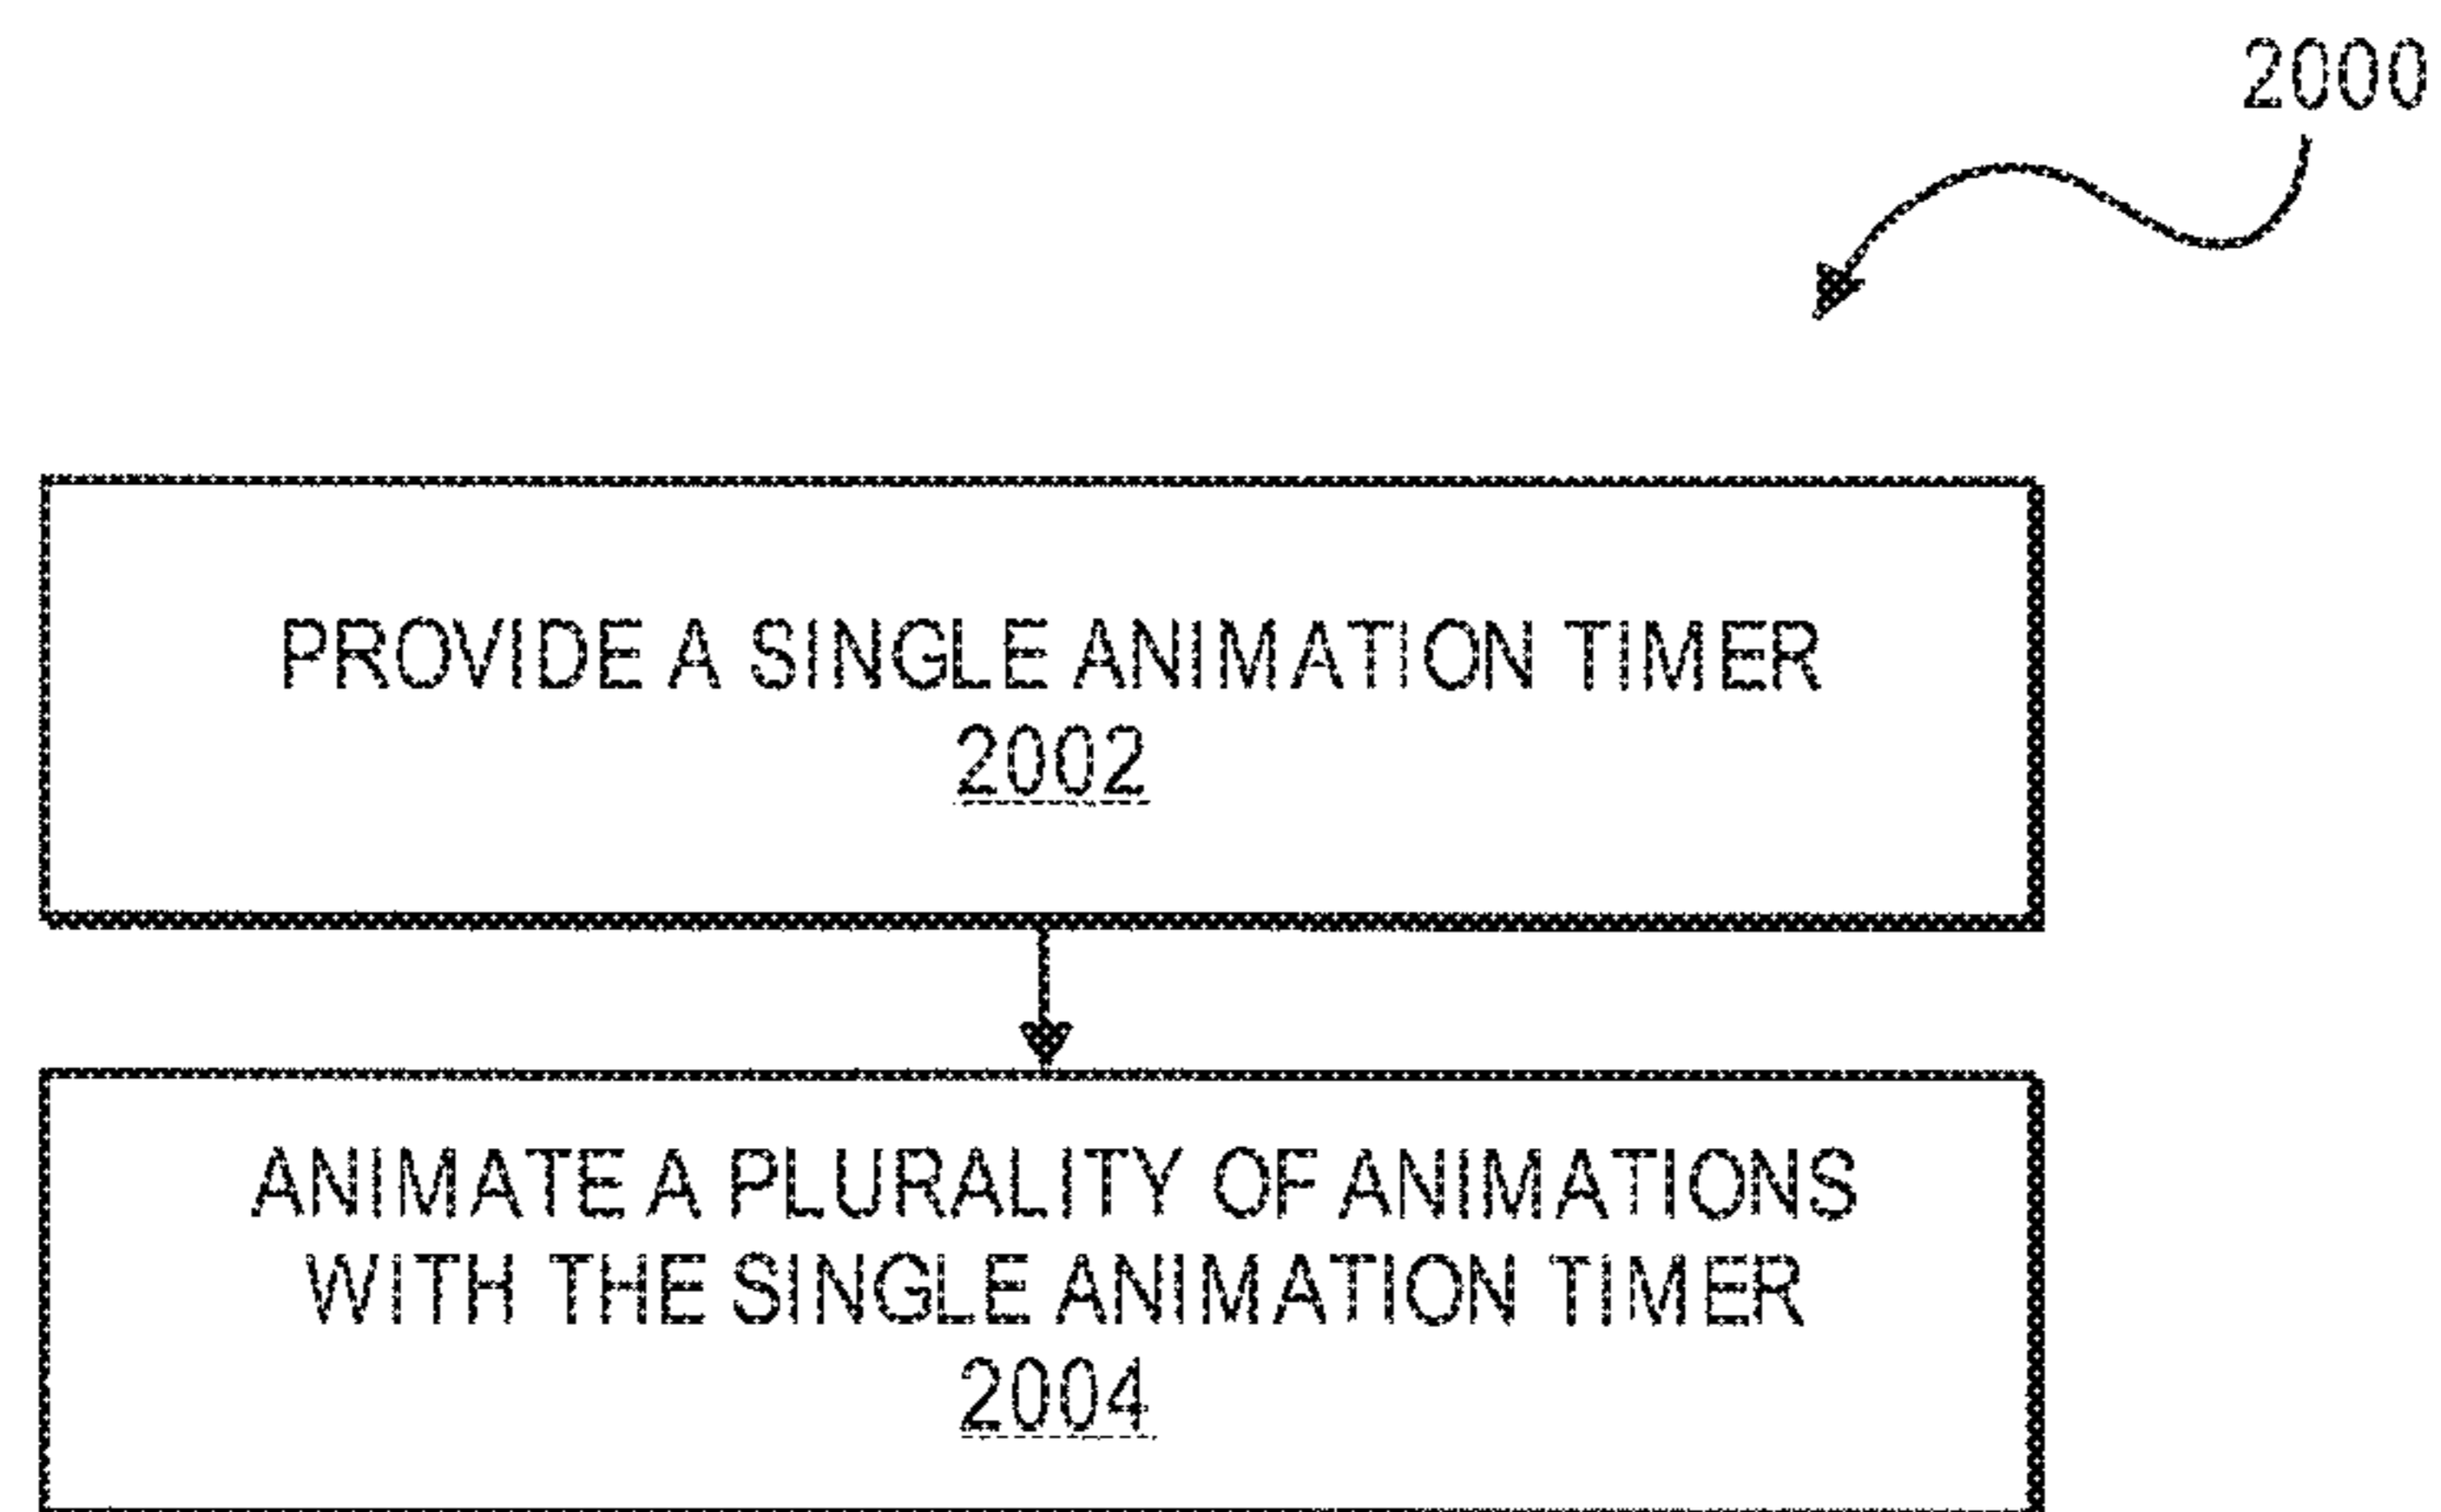 2000
PROVIDE A SINGLE ANIMATION TIMER
2002
ANIMATE A PLURALITY OF ANIMATIONS
WITH THE SINGLE ANIMATION TIMER
2004